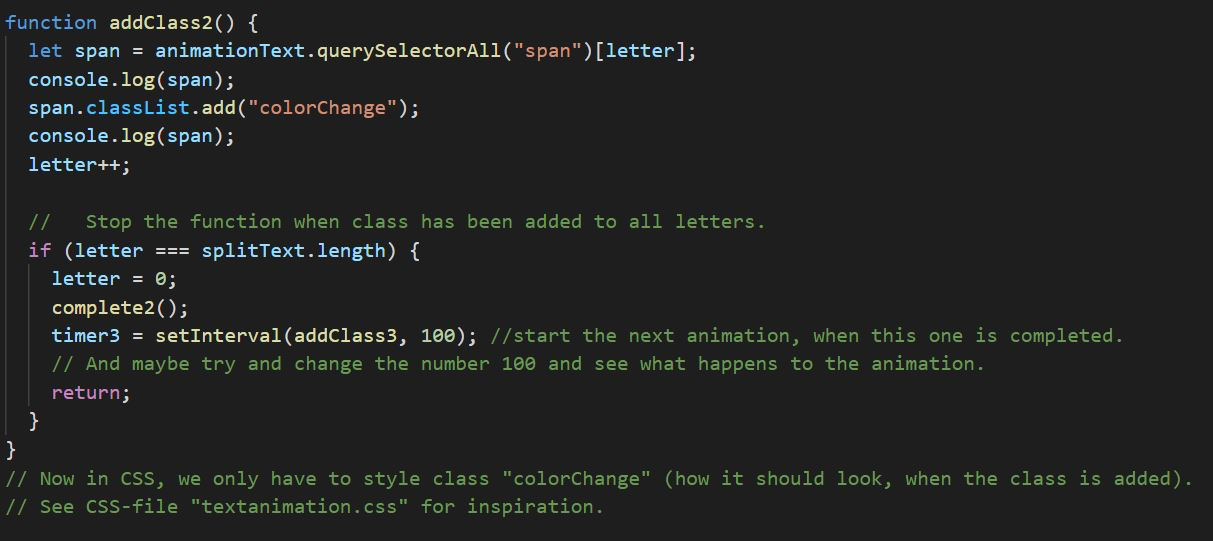 function addClass2() {
  let span = animationText.querySelectorAll("span")[letter];
  console.log(span);
  span.classList.add("colorChange");
  console.log(span);
  letter++;

  //   Stop the function when class has been added to all letters.
  if (letter === splitText.length) {
    letter = 0;
    complete2();
    timer3 = setInterval(addClass3, 100); //start the next animation, when this one is completed.
    // And maybe try and change the number 100 and see what happens to the animation.
    return;
  }
}
// Now in CSS, we only have to style class "colorChange" (how it should look, when the class is added).
// See CSS-file "textanimation.css" for inspiration.